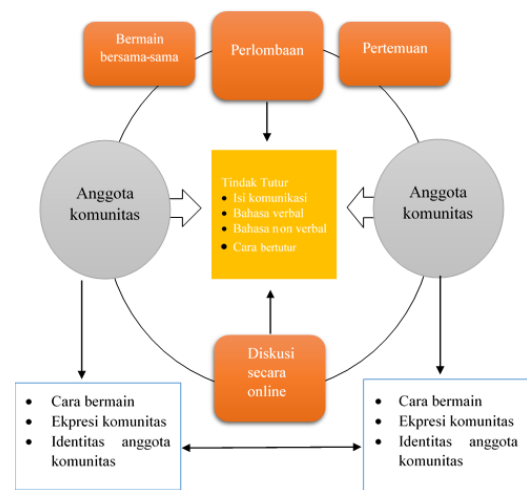 Bermain
bersama-sama
Perlombaan
Pertemuan
Anggota
komunitas
Tindak Tutur
• Isi komunikasi
• Bahasa verbal
• Bahasa non verbal
• Cara bertutur
Anggota
komunitas
Diskusi
secara
online
• Cara bermain
• Ekpresi komunitas
• Identitas anggota
komunitas
• Cara bermain
• Ekpresi komunitas
• Identitas anggota
komunitas